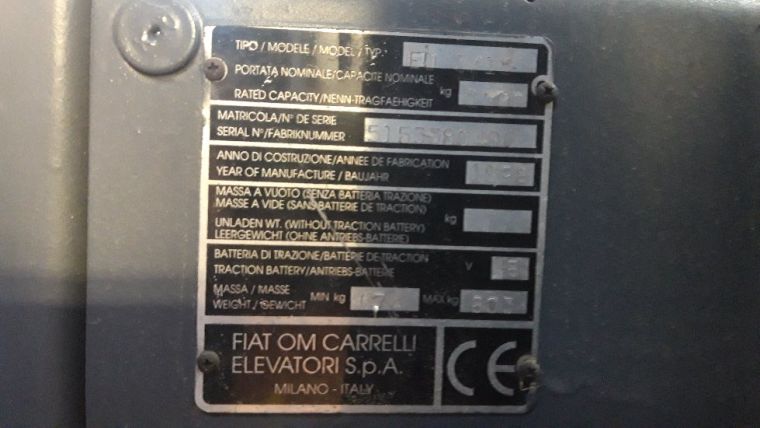 TIPO / MODELE / MODEL / TYP.
PORTATA NOMINALE/CAPACITE NOMINALE
RATED CAPACITY/NENN-TRAGFAEHIGKEIT kg
MATRICOLA/N° DE SERIE
SERIAL N°/FABRIKNUMMER
ANNO DI COSTRUZIONE/ANNEE DE FABRICATION
YEAR OF MANUFACTURE / BAUJAHR
MASSA A VUOTO (SENZA BATTERIA TRAZIONE)
MASSE A VIDE (SANS BATTERIE DE TRACTION)
kg
UNLADEN WT. (WITHOUT TRACTION BATTERY)
LEERGEWICHT (OHNE ANTRIEBS-BATTERIE)
BATTERIA DI TRAZIONE/BATTERIE DE TRACTION
TRACTION BATTERY/ANTRIEBS-BATTERIE V
MASSA / MASSE
WEIGHT / GEWICHT MIN kg MAX kg
FIAT OM CARRELLI
ELEVATORI S.p.A.
MILANO - ITALY
CE